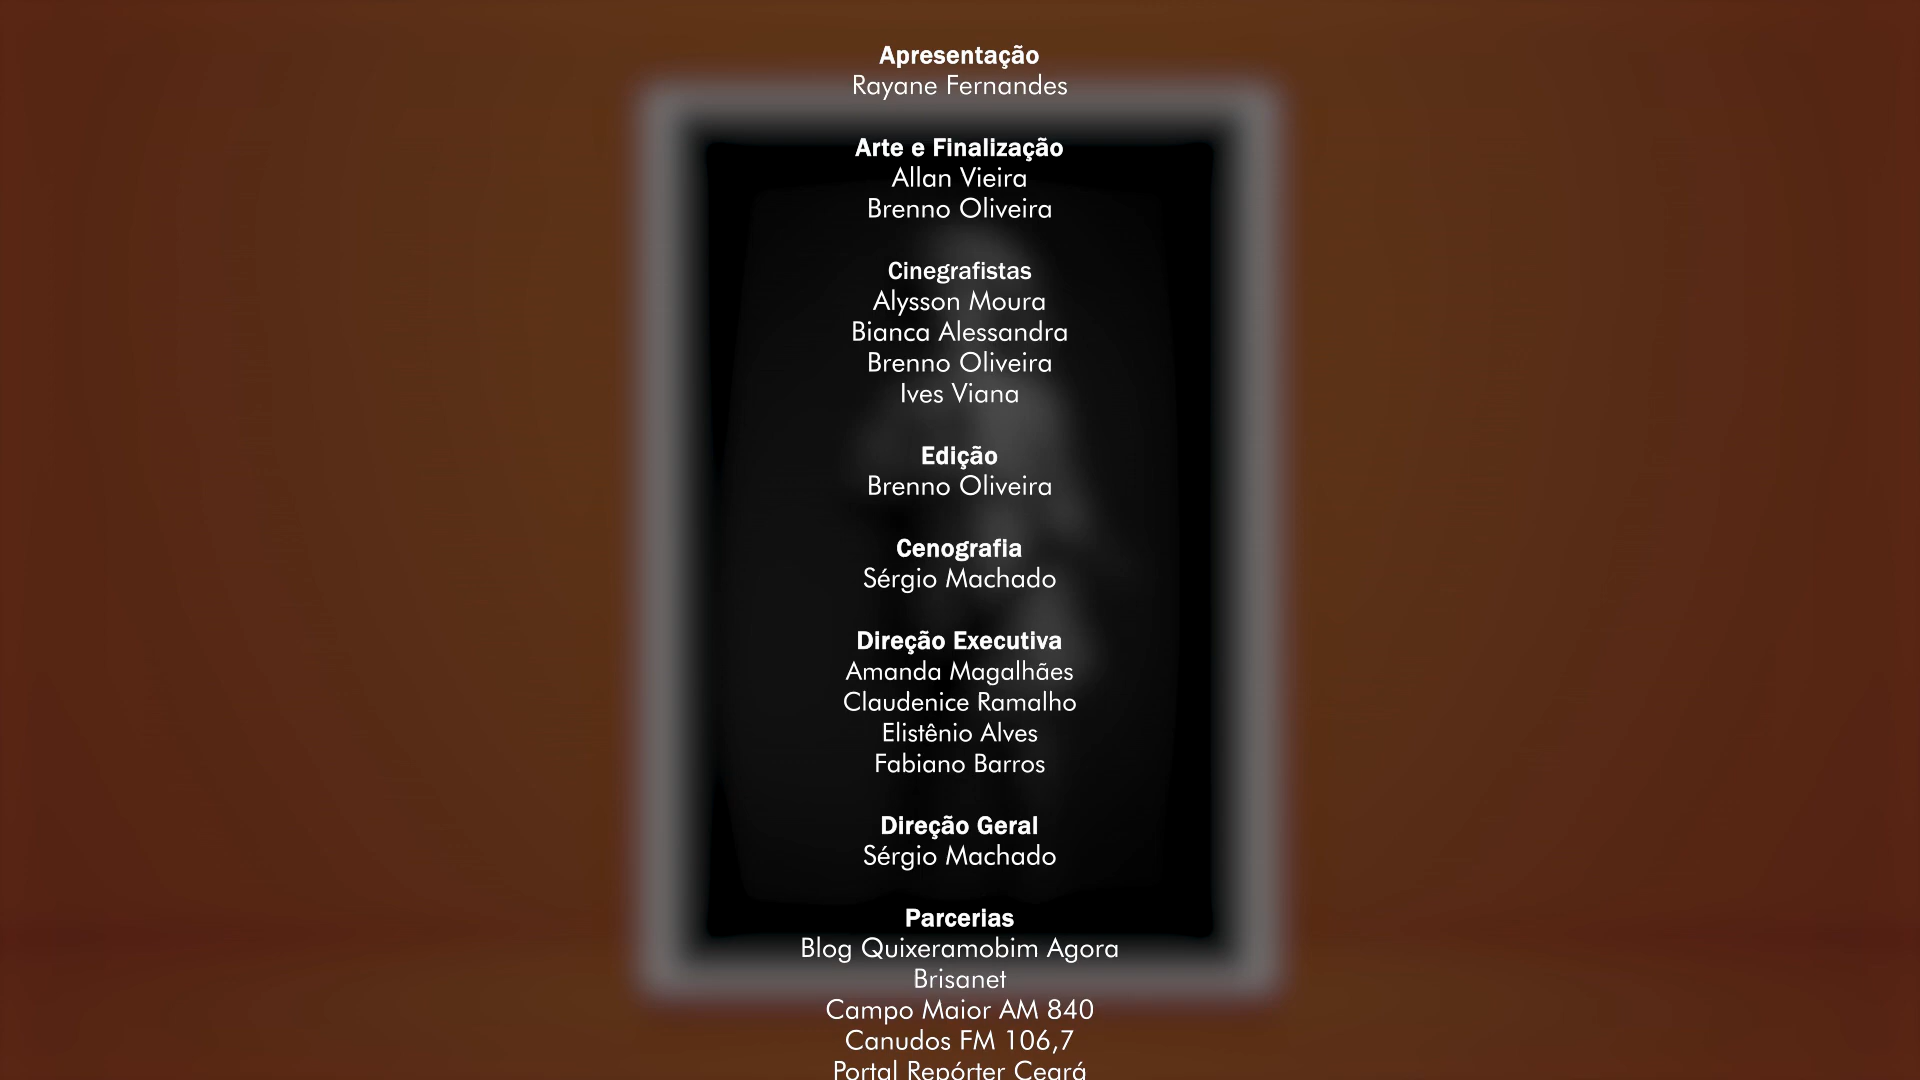 Apresentação
Rayane Fernandes
Arte e Finalização
Allan Vieira
Brenno Oliveira
Cinegrafistas
Alysson Moura
Bianca Alessandra
Brenno Oliveira
Ives Viana
Edição
Brenno Oliveira
Cenografia
Sérgio Machado
Direção Executiva
Amanda Magalhães
Claudenice Ramalho
Elistênio Alves
Fabiano Barros
Direção Geral
Sérgio Machado
Parcerias
Blog Quixeramobim Agora
Brisanet
Campo Maior AM 840
Canudos FM 106,7
Portal Repórter Ceará